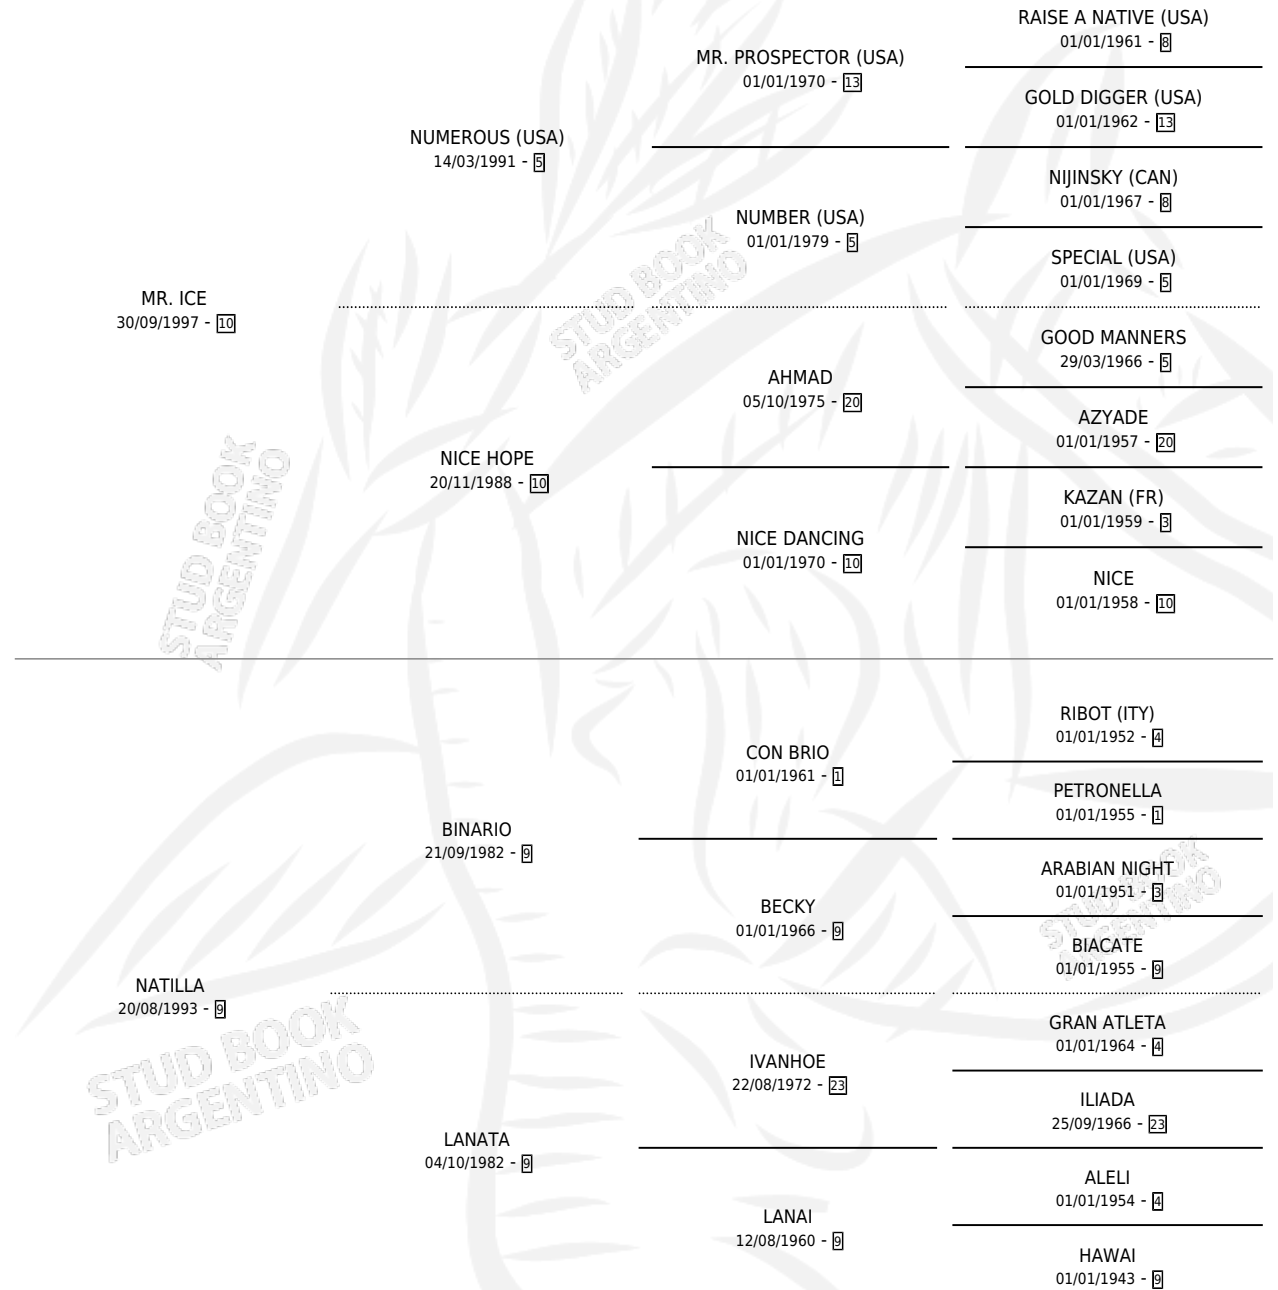 RAISE A NATIVE (USA)
01/01/1961 - 8
MR. PROSPECTOR (USA)
01/01/1970 - 13
GOLD DIGGER (USA)
01/01/1962 - 13
NUMEROUS (USA)
14/03/1991 - 5
NIJINSKY (CAN)
01/01/1967 - 8
NUMBER (USA)
01/01/1979 - 5
SPECIAL (USA)
01/01/1969 - 5
MR. ICE
30/09/1997 - 10
STUD BOOK
ARGENTINO
GOOD MANNERS
29/03/1966 - 5
AHMAD
05/10/1975 - 20
AZYADE
01/01/1957 - 20
NICE HOPE
20/11/1988 - 10
KAZAN (FR)
01/01/1959 - 3
NICE DANCING
01/01/1970 - 10
NICE
01/01/1958 - 10
STUD BOOK
ARGENTINO
RIBOT (ITY)
01/01/1952 - 4
CON BRIO
01/01/1961 - 1
PETRONELLA
01/01/1955 - 1
BINARIO
21/09/1982 - 9
ARABIAN NIGHT
01/01/1951 - 3
BECKY
01/01/1966 - 9
BIACATE
01/01/1955 - 9
STUD BOOK
ARGENTINO
NATILLA
20/08/1993 - 9
STUD BOOK
ARGENTINO
GRAN ATLETA
01/01/1964 - 4
IVANHOE
22/08/1972 - 23
ILIADA
25/09/1966 - 23
LANATA
04/10/1982 - 9
ALELI
01/01/1954 - 4
LANAI
12/08/1960 - 9
HAWAI
01/01/1943 - 9